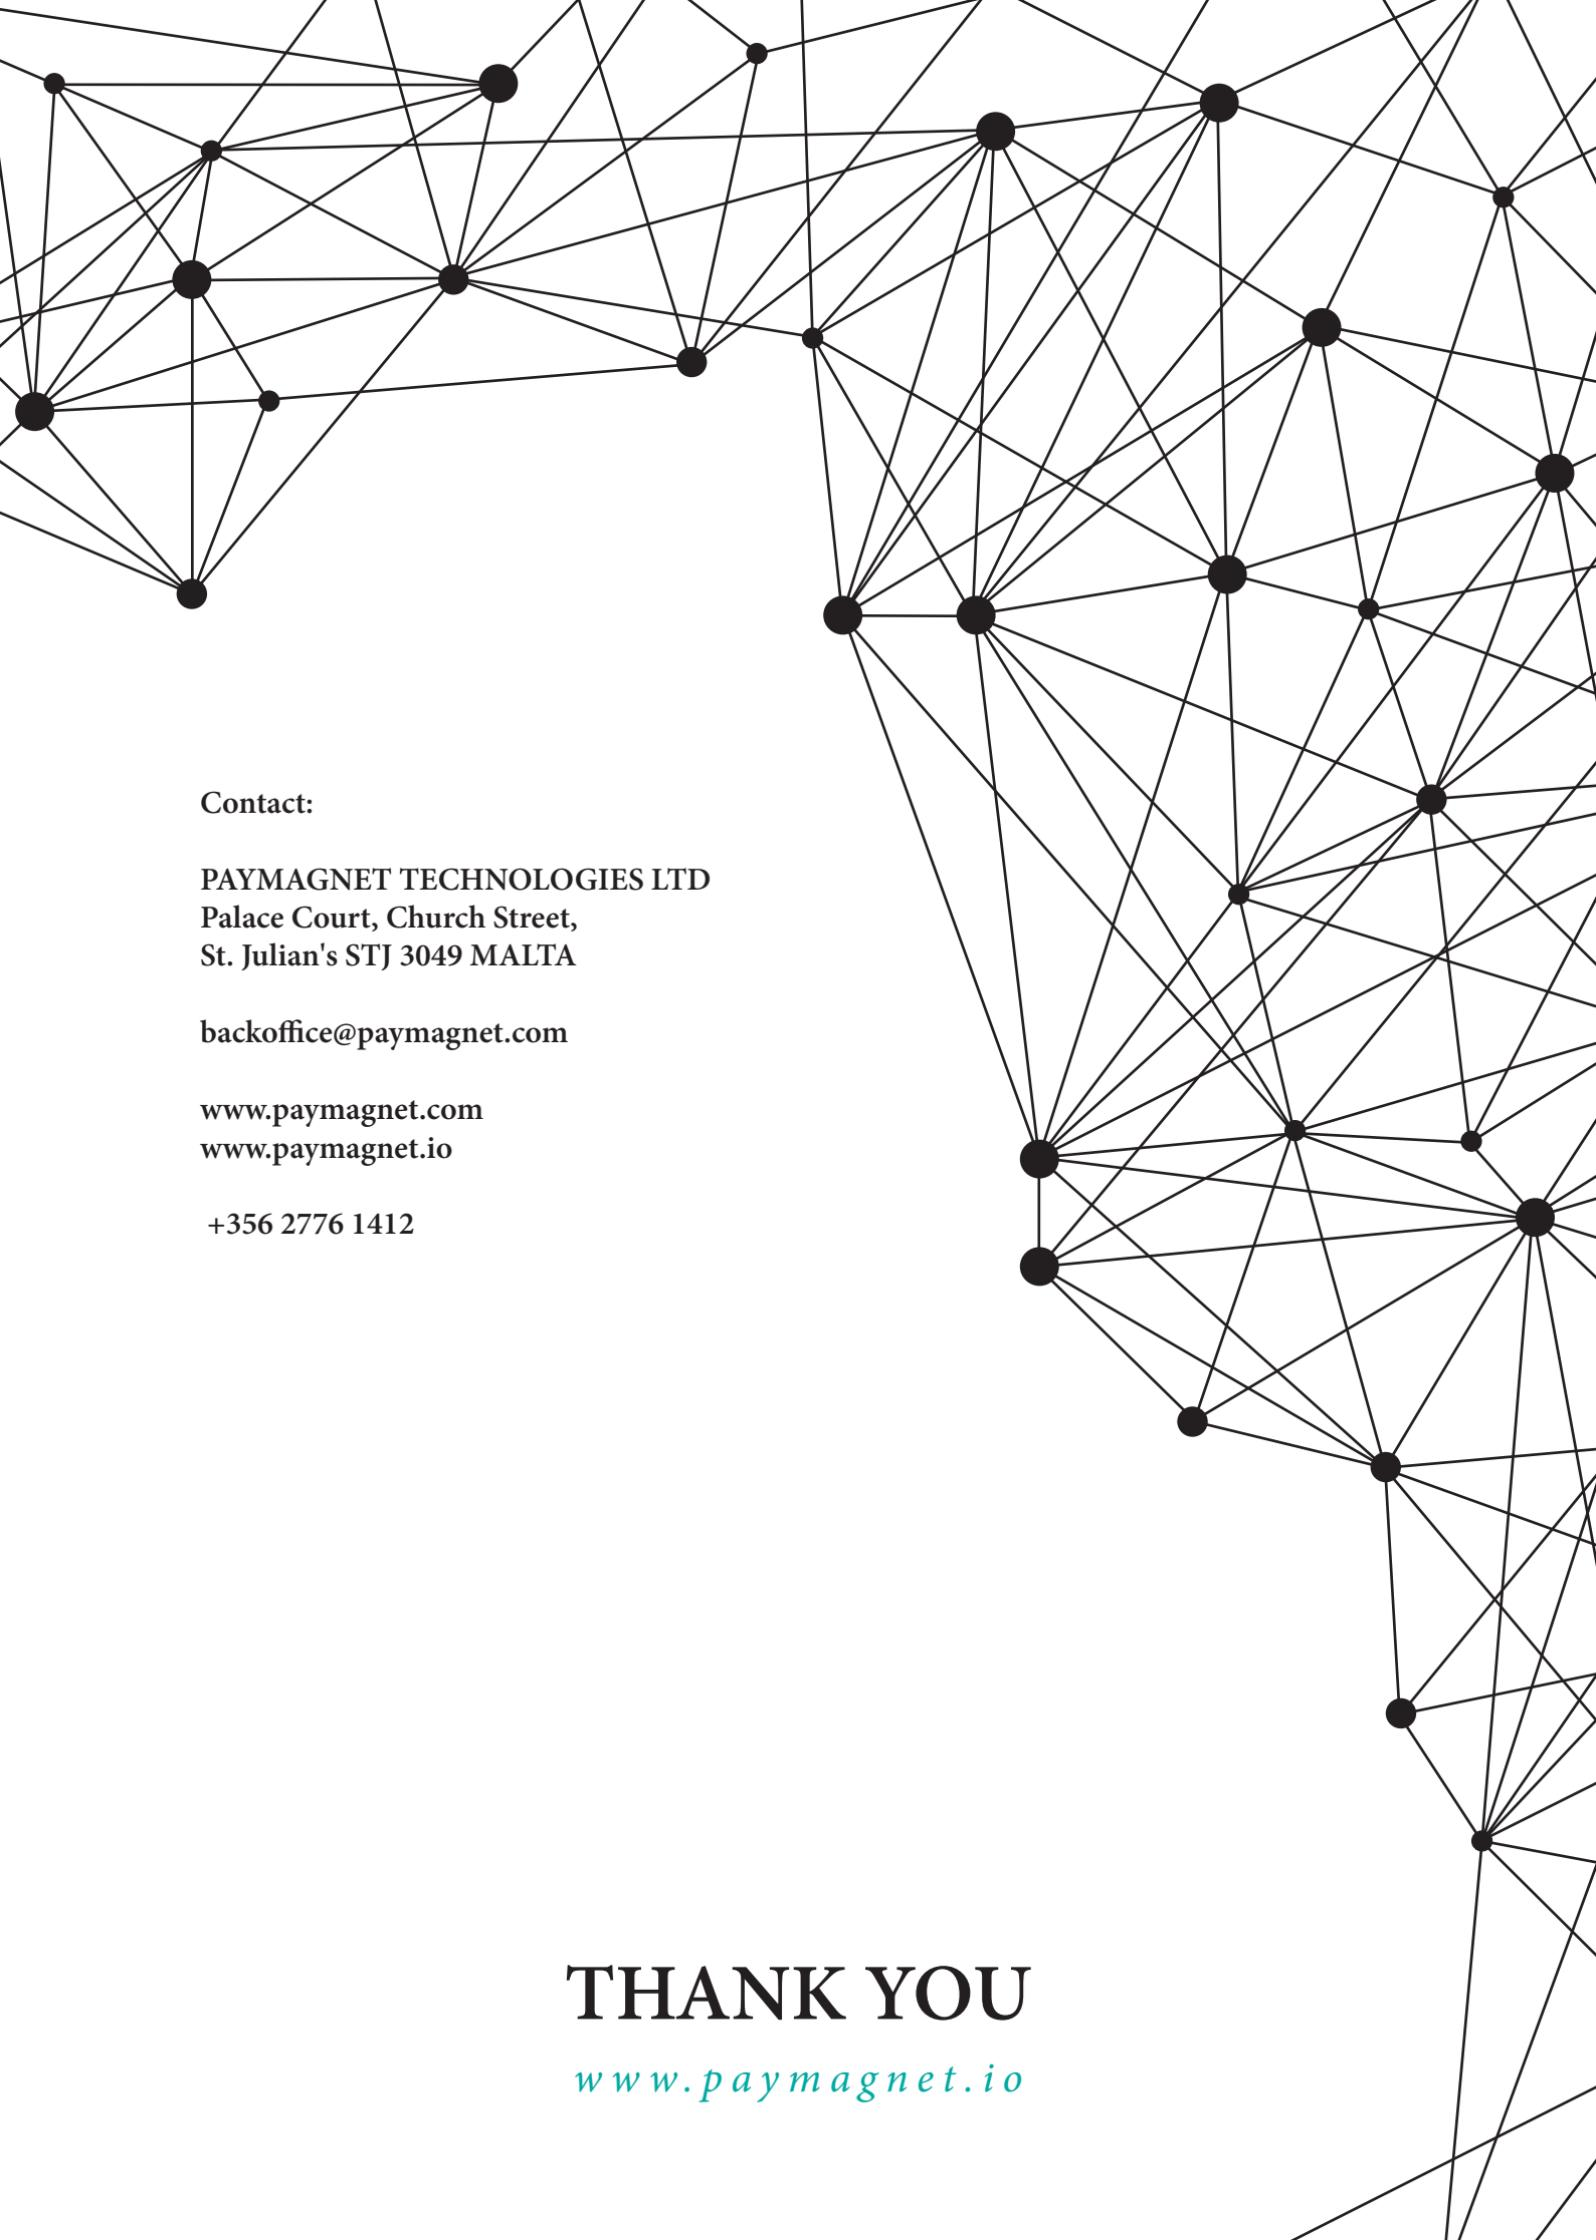 Contact:
PAYMAGNET TECHNOLOGIES LTD
Palace Court, Church Street,
St. Julian's STJ 3049 MALTA
backoffice@paymagnet.com
www.paymagnet.com
www.paymagnet.io
+356 2776 1412
THANK YOU
www.paymagnet.io